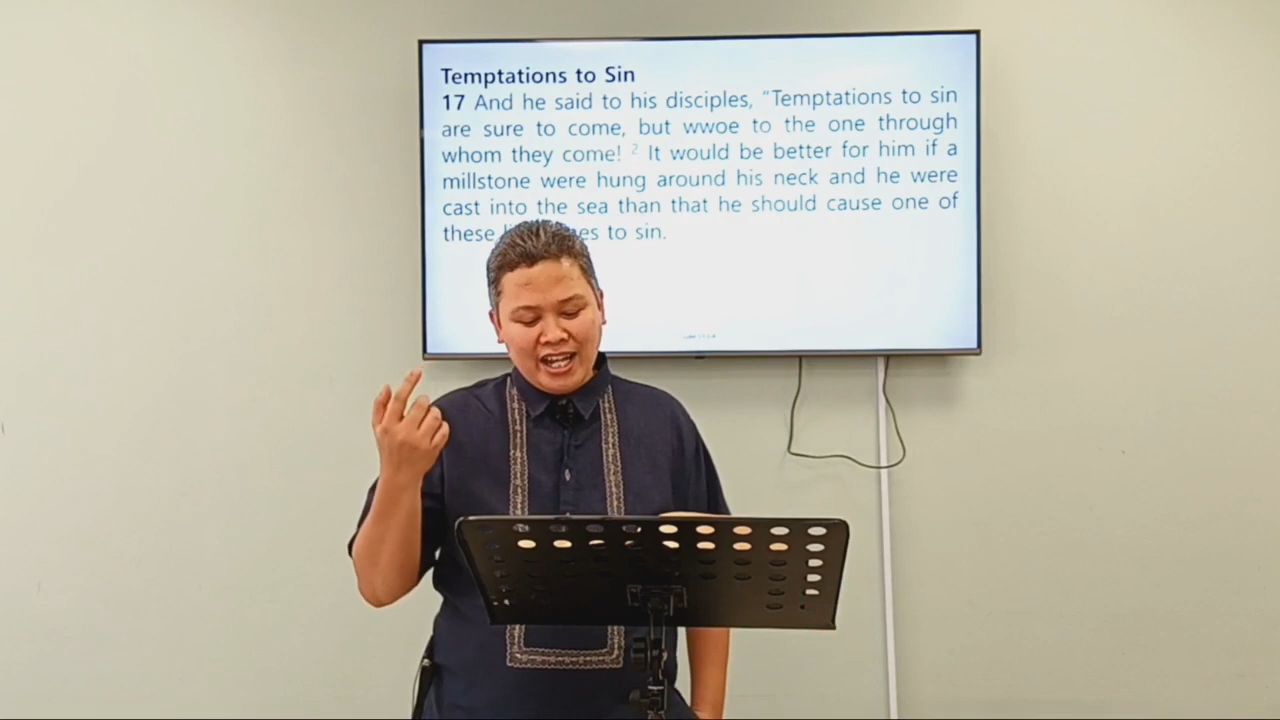 Temptations to Sin
17 And he said to his disciples, “Temptations to sin
are sure to come, but wwoe to the one through
whom they come! 2 It would be better for him if a
millstone were hung around his neck and he were
cast into the sea than that he should cause one of
these to sin.